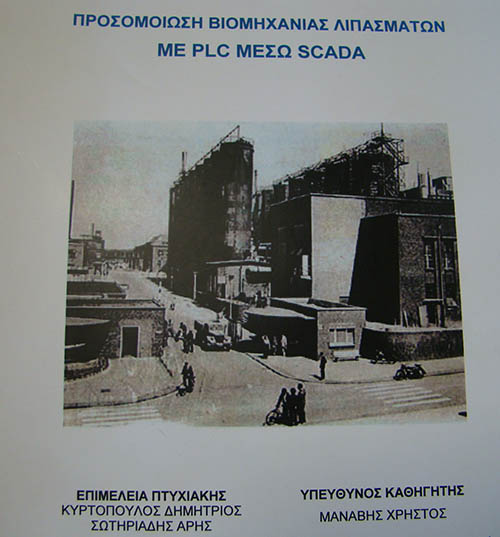 ΠΡΟΣΟΜΟΙΩΣΗ ΒΙΟΜΗΧΑΝΙΑΣ ΛΙΠΑΣΜΑΤΩΝ
ΜΕ PLC ΜΕΣΩ SCADA
ΕΠΙΜΕΛΕΙΑ ΠΤΥΧΙΑΚΗΣ
ΚΥΡΤΟΠΟΥΛΟΣ ΔΗΜΗΤΡΙΟΣ
ΣΩΤΗΡΙΑΔΗΣ ΑΡΗΣ
ΥΠΕΥΘΥΝΟΣ ΚΑΘΗΓΗΤΗΣ
ΜΑΝΑΒΗΣ ΧΡΗΣΤΟΣ